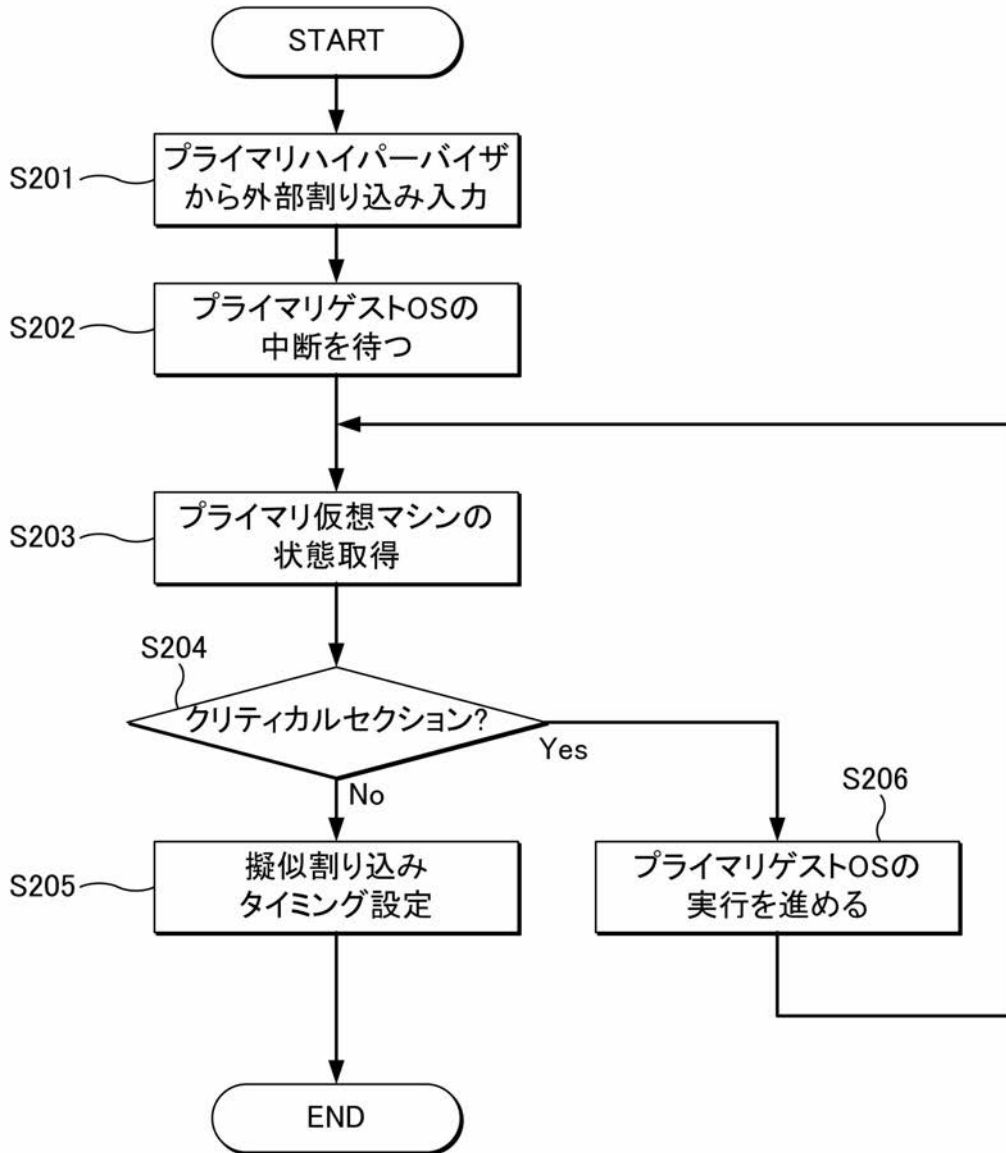 START
S201
プライマリハイパーバイザ
から外部割り込み入力
S202
プライマリゲストOSの
中断を待つ
S203
プライマリ仮想マシンの
状態取得
S204
クリティカルセクション?
Yes
No
S205
擬似割り込み
タイミング設定
S206
プライマリゲストOSの
実行を進める
END